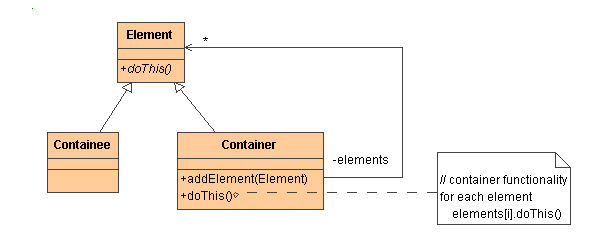 Element
*
+doThis()
Containee
Container
-elements
+addElement(Element)
+doThis()
// container functionality
for each element
elements[i].doThis()